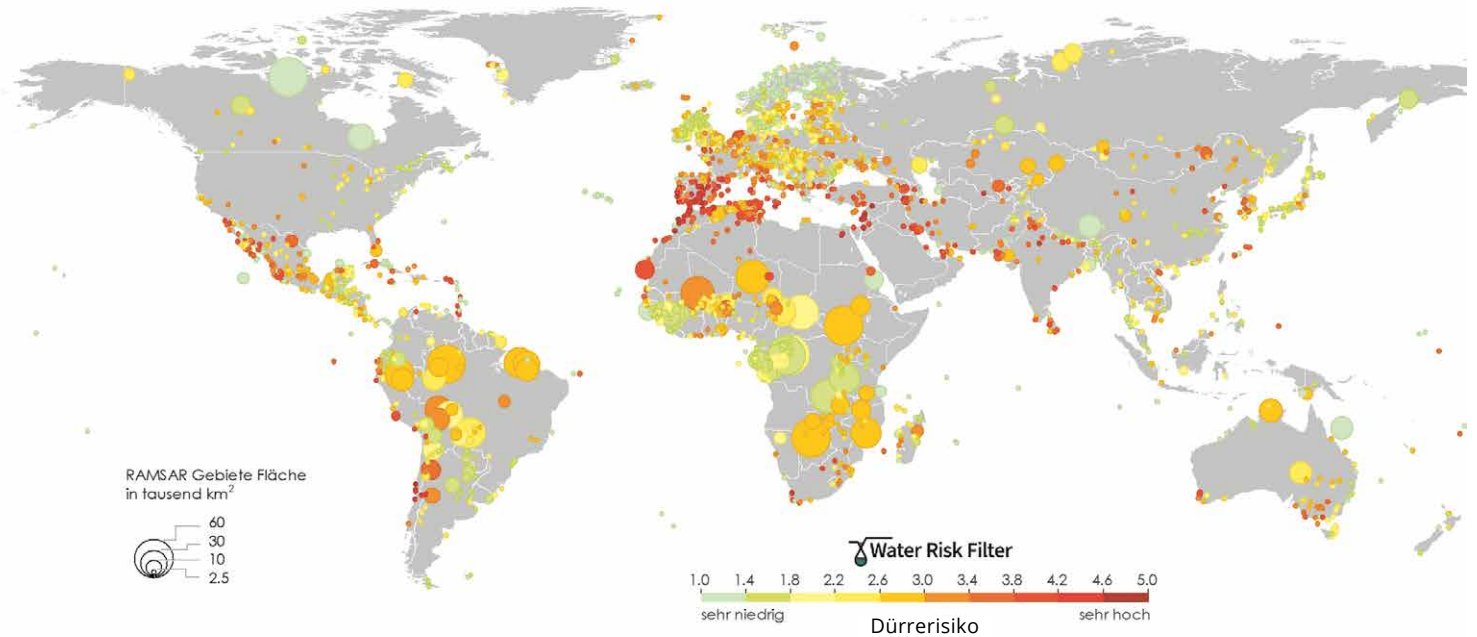 RAMSAR Gebiete Fläche
in tausend km²
60
30
10
2.5
Water Risk Filter
1.0 1.4 1.8 2.2 2.6 3.0 3.4 3.8 4.2 4.6 5.0
sehr niedrig sehr hoch
Dürrerisiko